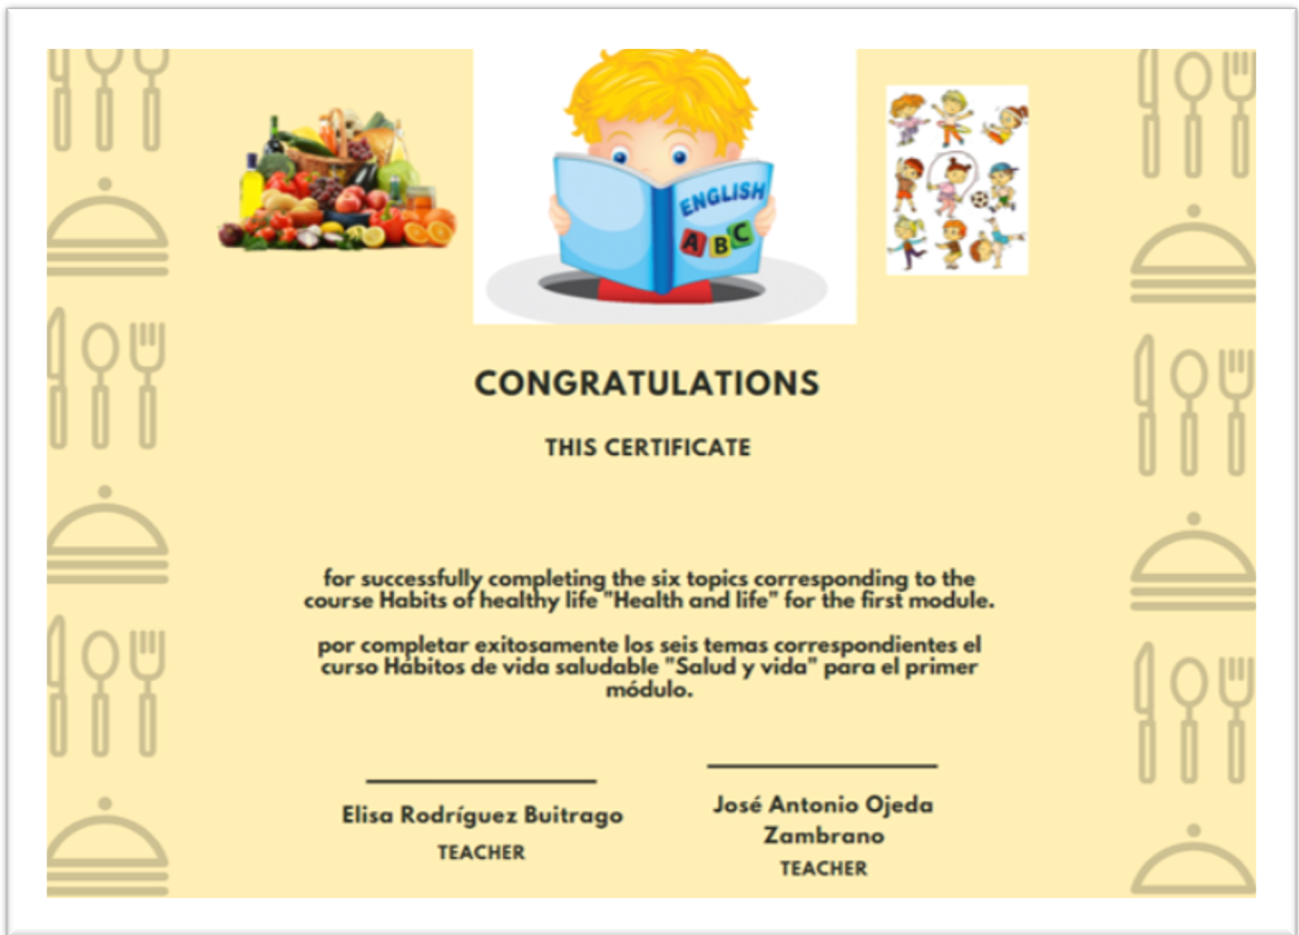 ENGLISH
A B C
CONGRATULATIONS
THIS CERTIFICATE
for successfully completing the six topics corresponding to the
course Habits of healthy life "Health and life" for the first module.
por completar exitosamente los seis temas correspondientes el
curso Hábitos de vida saludable "Salud y vida" para el primer
módulo.
Elisa Rodríguez Buitrago
TEACHER
José Antonio Ojeda
Zambrano
TEACHER